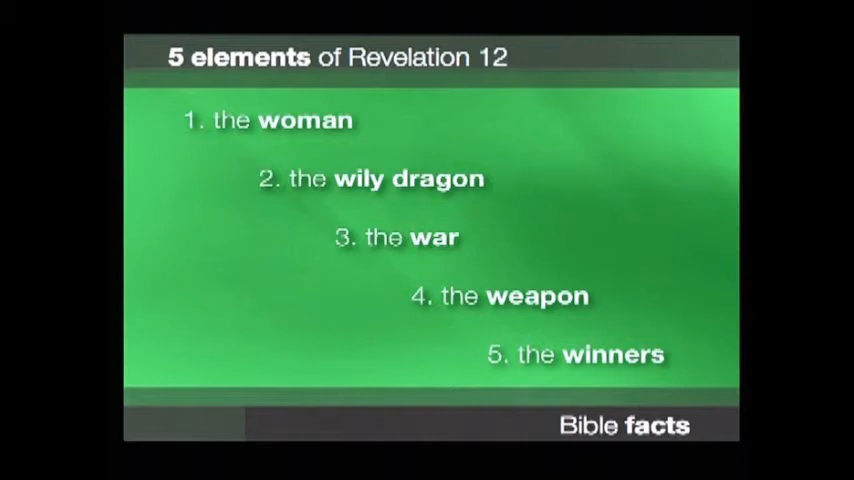 5 elements of Revelation 12
1. the woman
2. the wily dragon
3. the war
4. the weapon
5. the winners
Bible facts